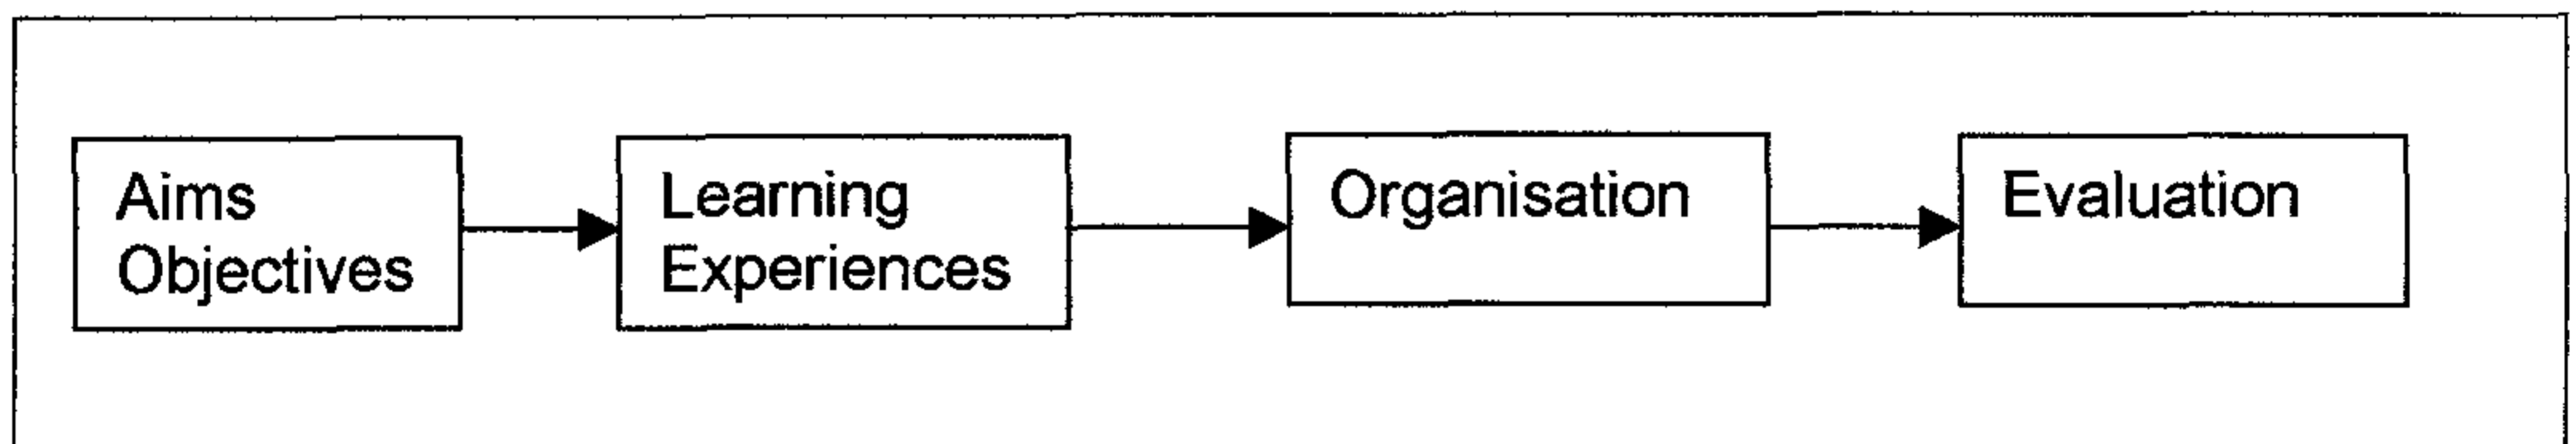 Aims
Objectives
Learning
Experiences
Organisation
Evaluation